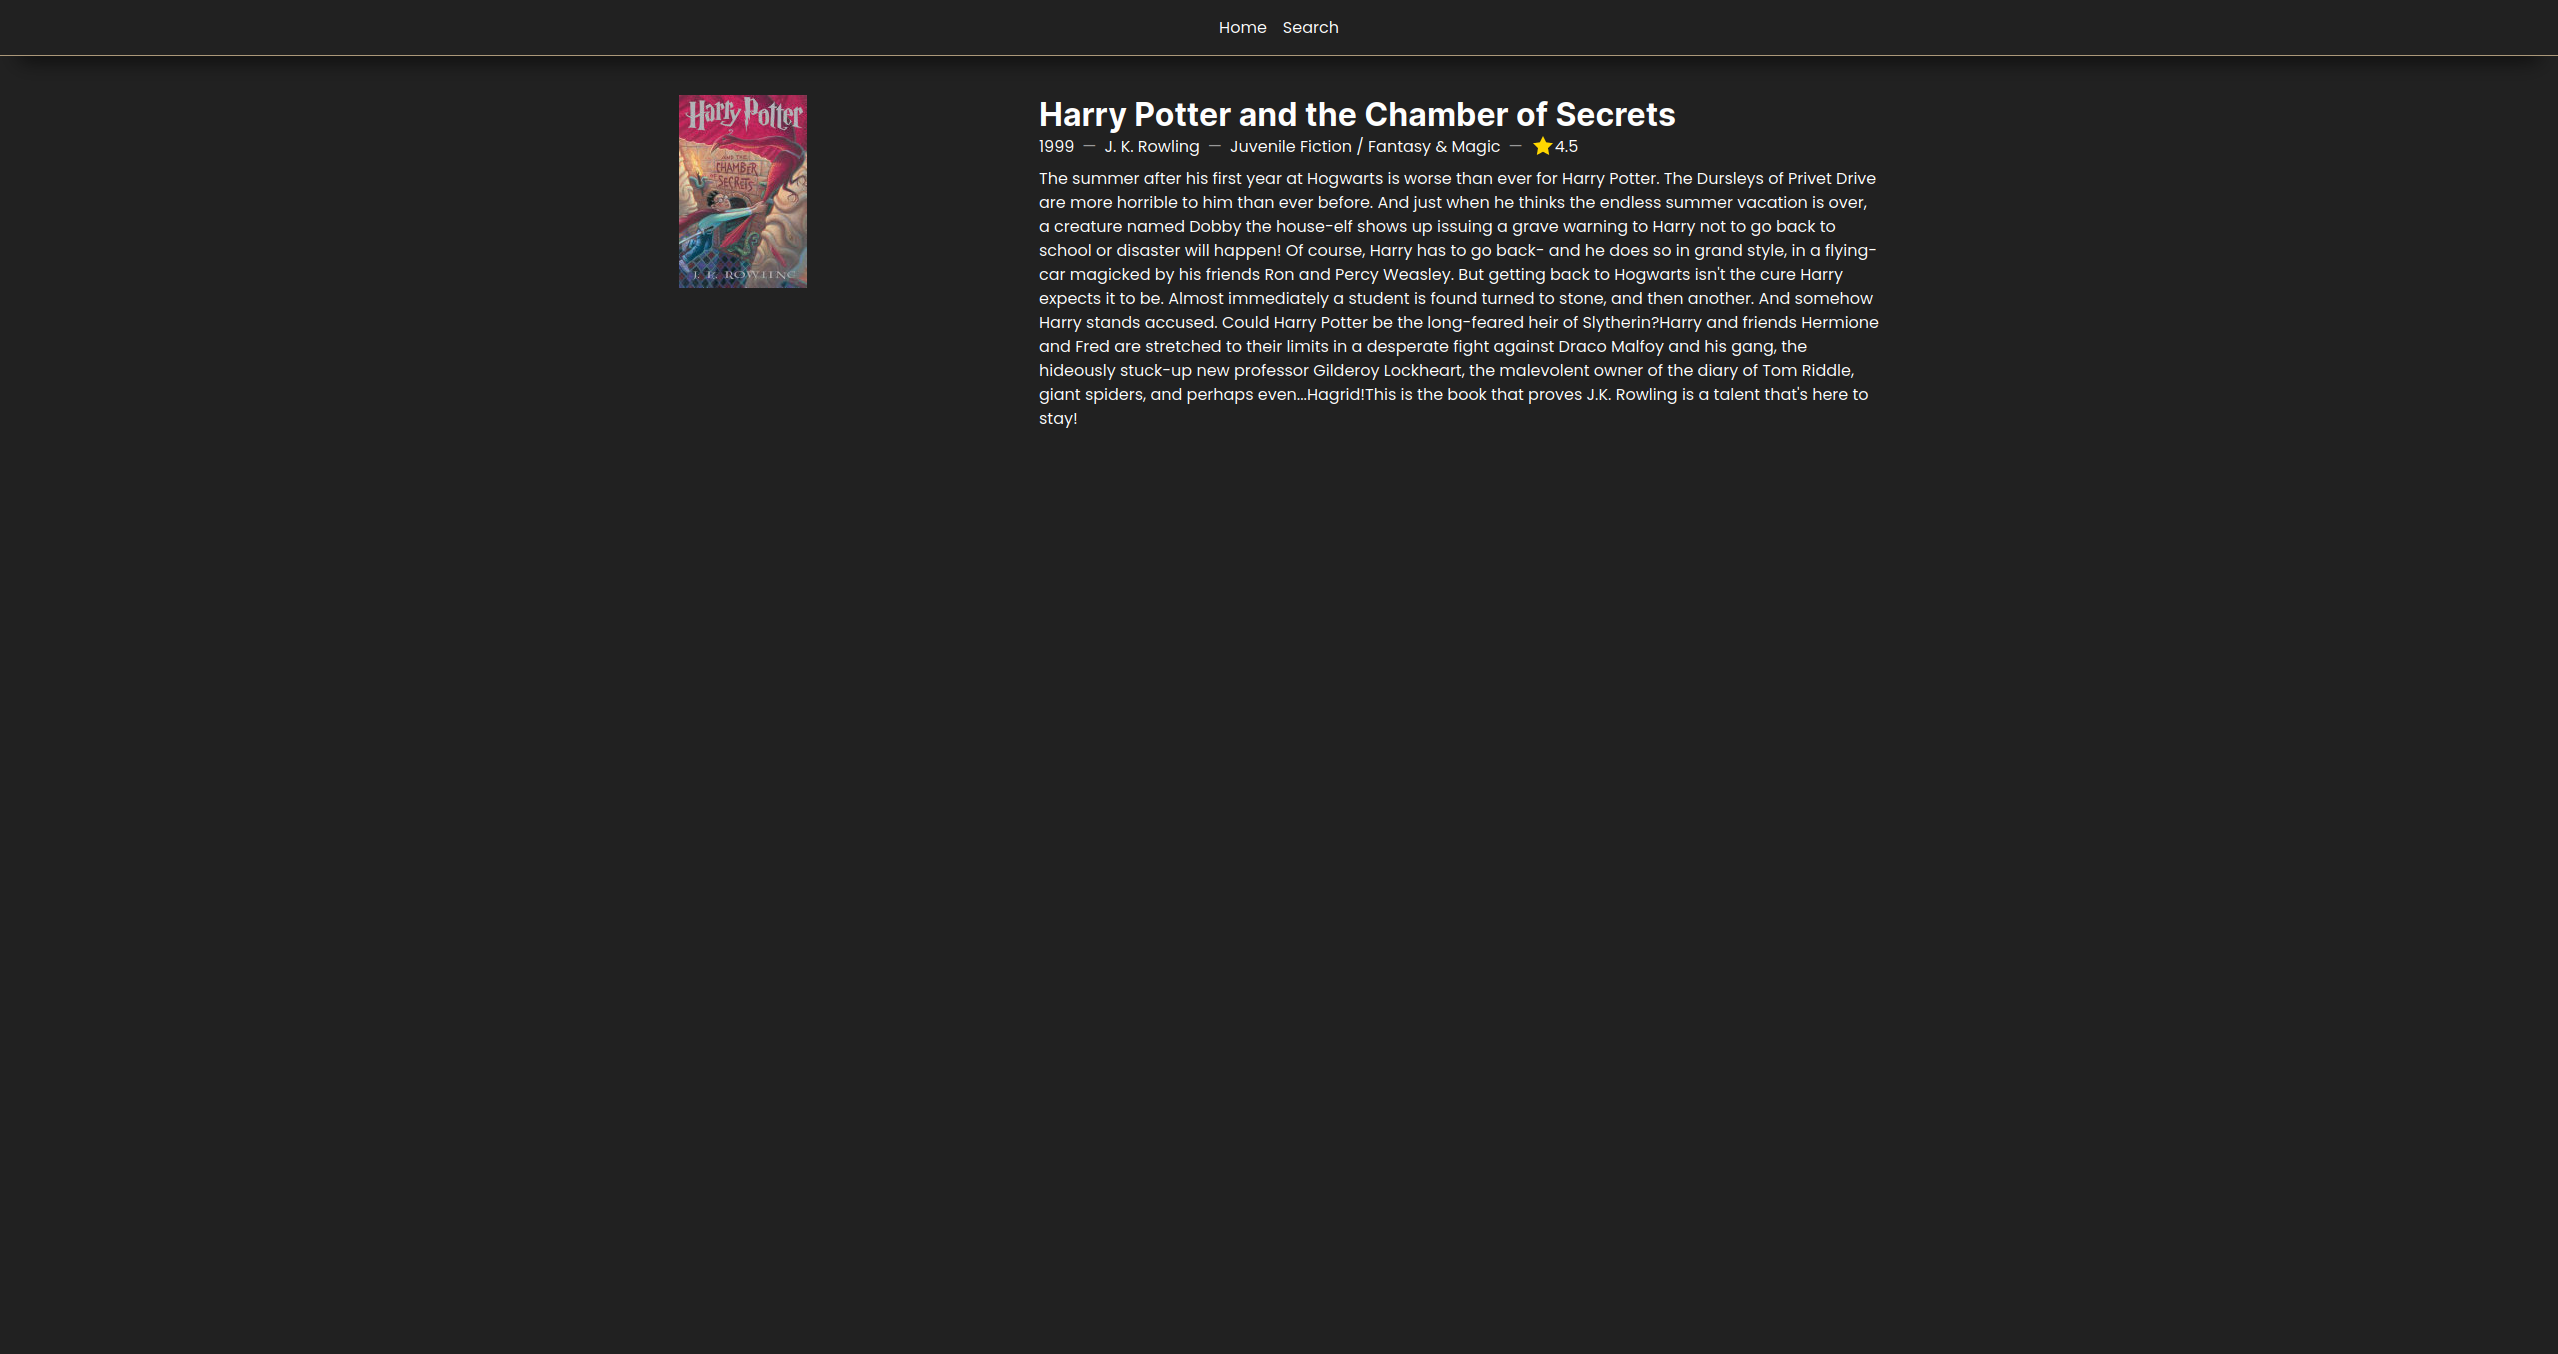 Home Search
Harry Potter
AND THE
CHAMBER
OF
SECRETS
J. K. ROWLING
Harry Potter and the Chamber of Secrets
1999 — J. K. Rowling — Juvenile Fiction / Fantasy & Magic — ⭐4.5
The summer after his first year at Hogwarts is worse than ever for Harry Potter. The Dursleys of Privet Drive
are more horrible to him than ever before. And just when he thinks the endless summer vacation is over,
a creature named Dobby the house-elf shows up issuing a grave warning to Harry not to go back to
school or disaster will happen! Of course, Harry has to go back- and he does so in grand style, in a flying-
car magicked by his friends Ron and Percy Weasley. But getting back to Hogwarts isn't the cure Harry
expects it to be. Almost immediately a student is found turned to stone, and then another. And somehow
Harry stands accused. Could Harry Potter be the long-feared heir of Slytherin?Harry and friends Hermione
and Fred are stretched to their limits in a desperate fight against Draco Malfoy and his gang, the
hideously stuck-up new professor Gilderoy Lockheart, the malevolent owner of the diary of Tom Riddle,
giant spiders, and perhaps even...Hagrid!This is the book that proves J.K. Rowling is a talent that's here to
stay!